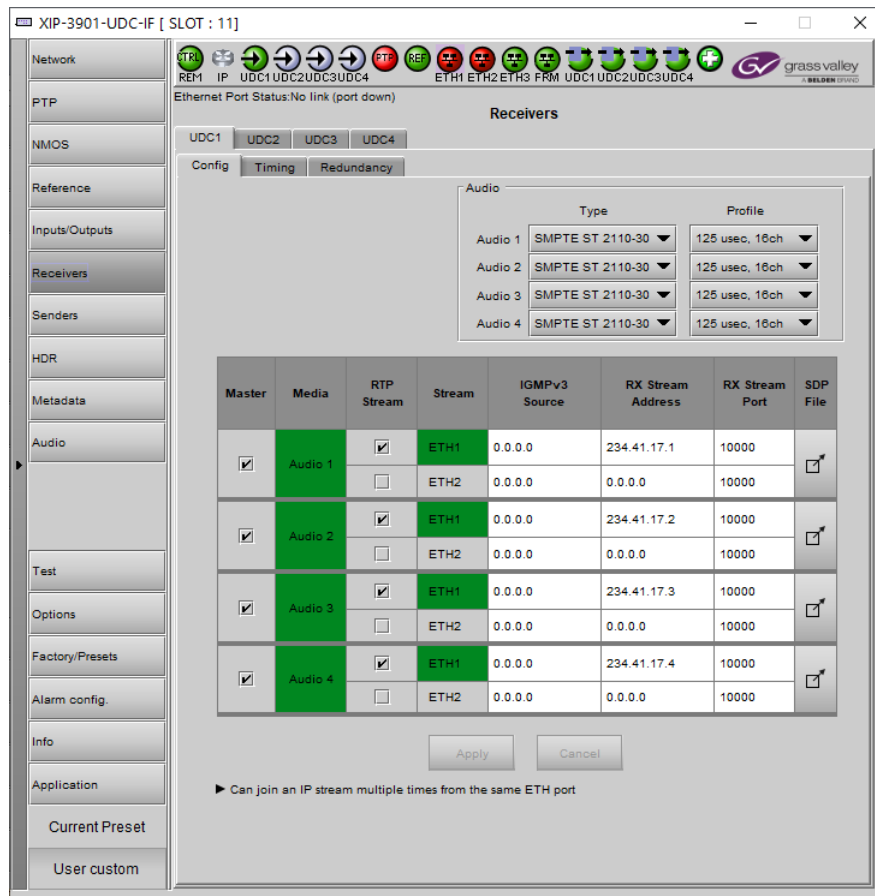 XIP-3901-UDC-IF [ SLOT : 11]
Network
PTP
NMOS
Reference
Inputs/Outputs
Receivers
Senders
HDR
Metadata
Audio
Test
Options
Factory/Presets
Alarm config.
Info
Application
Current Preset
User custom
CTRL PTP REF
REM IP UDC1 UDC2 UDC3 UDC4 ETH1 ETH2 ETH3 FRM UDC1 UDC2 UDC3 UDC4
GV grass valley
A BELDEN BRAND
Ethernet Port Status:No link (port down)
Receivers
UDC1 UDC2 UDC3 UDC4
Config Timing Redundancy
Audio
Type Profile
Audio 1 SMPTE ST 2110-30 125 usec, 16ch
Audio 2 SMPTE ST 2110-30 125 usec, 16ch
Audio 3 SMPTE ST 2110-30 125 usec, 16ch
Audio 4 SMPTE ST 2110-30 125 usec, 16ch
Master Media RTP Stream Stream IGMPv3 Source RX Stream Address RX Stream Port SDP File
Audio 1 ETH1 0.0.0.0 234.41.17.1 10000
ETH2 0.0.0.0 0.0.0.0 10000
Audio 2 ETH1 0.0.0.0 234.41.17.2 10000
ETH2 0.0.0.0 0.0.0.0 10000
Audio 3 ETH1 0.0.0.0 234.41.17.3 10000
ETH2 0.0.0.0 0.0.0.0 10000
Audio 4 ETH1 0.0.0.0 234.41.17.4 10000
ETH2 0.0.0.0 0.0.0.0 10000
Apply Cancel
Can join an IP stream multiple times from the same ETH port